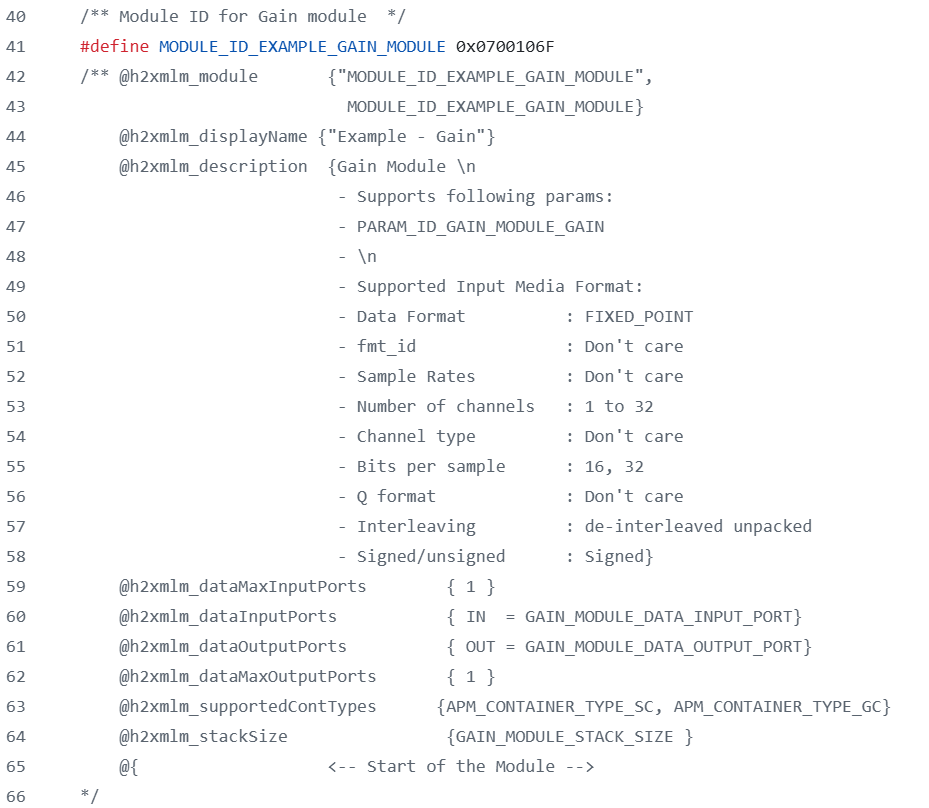 40 /** Module ID for Gain module  */
41 #define MODULE_ID_EXAMPLE_GAIN_MODULE 0x0700106F
42 /** @h2xmlm_module       {"MODULE_ID_EXAMPLE_GAIN_MODULE",
43                            MODULE_ID_EXAMPLE_GAIN_MODULE}
44     @h2xmlm_displayName {"Example - Gain"}
45     @h2xmlm_description  {Gain Module \n
46                           - Supports following params:
47                           - PARAM_ID_GAIN_MODULE_GAIN
48                           - \n
49                           - Supported Input Media Format:
50                           - Data Format          : FIXED_POINT
51                           - fmt_id               : Don't care
52                           - Sample Rates         : Don't care
53                           - Number of channels   : 1 to 32
54                           - Channel type         : Don't care
55                           - Bits per sample      : 16, 32
56                           - Q format             : Don't care
57                           - Interleaving         : de-interleaved unpacked
58                           - Signed/unsigned      : Signed}
59     @h2xmlm_dataMaxInputPorts        { 1 }
60     @h2xmlm_dataInputPorts           { IN  = GAIN_MODULE_DATA_INPUT_PORT}
61     @h2xmlm_dataOutputPorts          { OUT = GAIN_MODULE_DATA_OUTPUT_PORT}
62     @h2xmlm_dataMaxOutputPorts       { 1 }
63     @h2xmlm_supportedContTypes      {APM_CONTAINER_TYPE_SC, APM_CONTAINER_TYPE_GC}
64     @h2xmlm_stackSize                {GAIN_MODULE_STACK_SIZE }
65     @{                   <-- Start of the Module -->
66 */